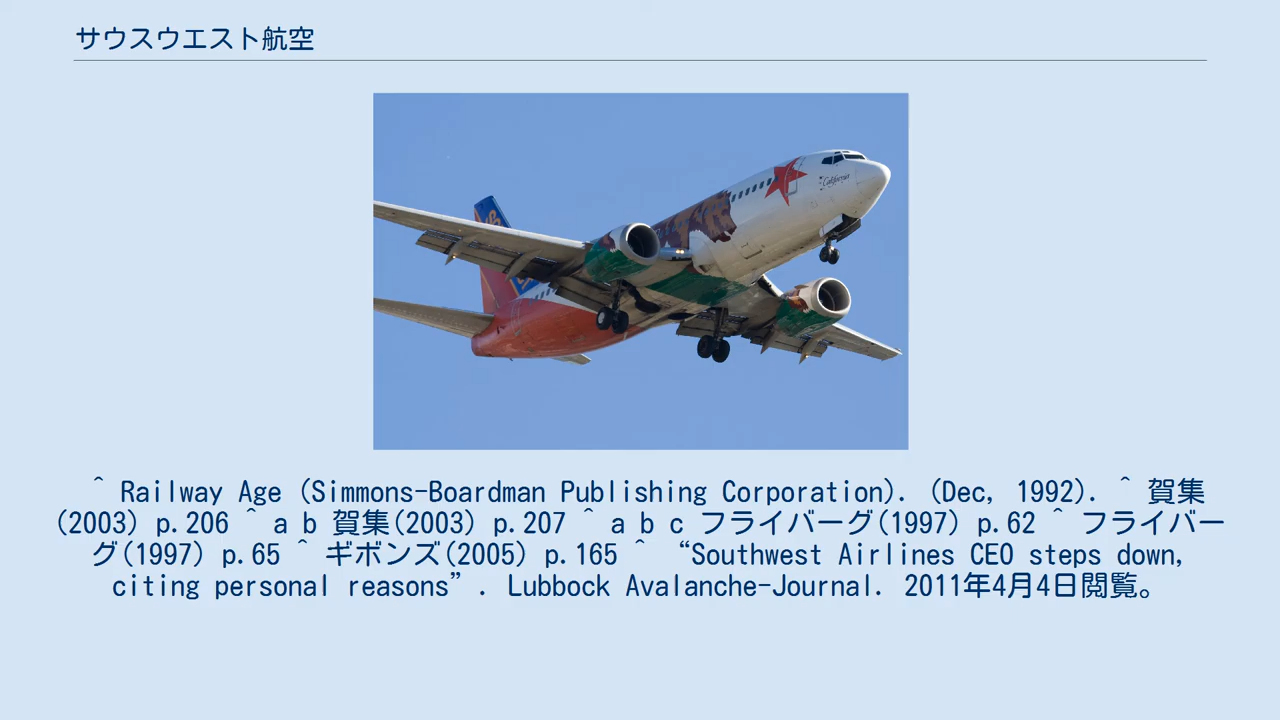 サウスウエスト航空
California
^ Railway Age (Simmons-Boardman Publishing Corporation). (Dec, 1992). ^ 賀集
(2003) p.206 ^ a b 賀集(2003) p.207 ^ a b c フライバーグ(1997) p.62 ^ フライバー
グ(1997) p.65 ^ ギボンズ(2005) p.165 ^ “Southwest Airlines CEO steps down,
citing personal reasons”. Lubbock Avalanche-Journal. 2011年4月4日閲覧。